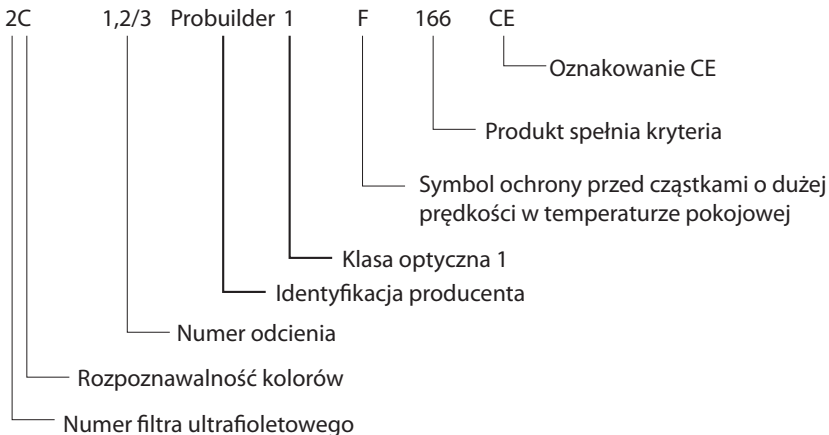 2C 1,2/3 Probuilder 1 F 166 CE
Oznakowanie CE
Produkt spełnia kryteria
Symbol ochrony przed cząstkami o dużej
prędkości w temperaturze pokojowej
Klasa optyczna 1
Identyfikacja producenta
Numer odcienia
Rozpoznawalność kolorów
Numer filtra ultrafioletowego